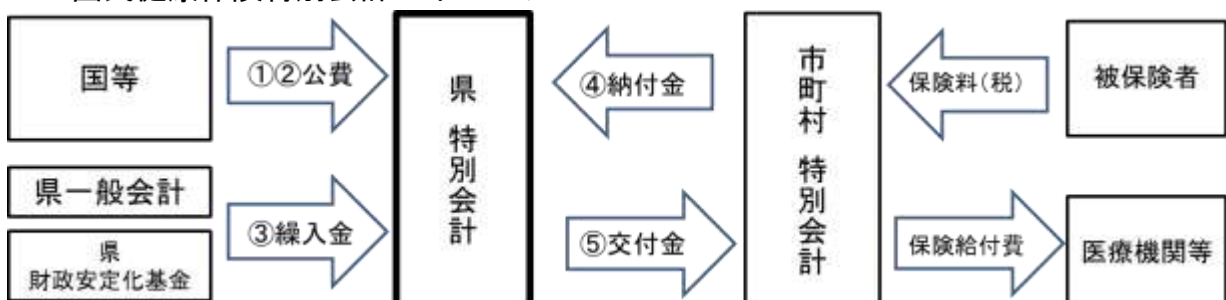 国等
①②公費
県 特別会計
④納付金
市町村 特別会計
保険料(税)
被保険者
県一般会計
③繰入金
県
財政安定化基金
⑤交付金
保険給付費
医療機関等